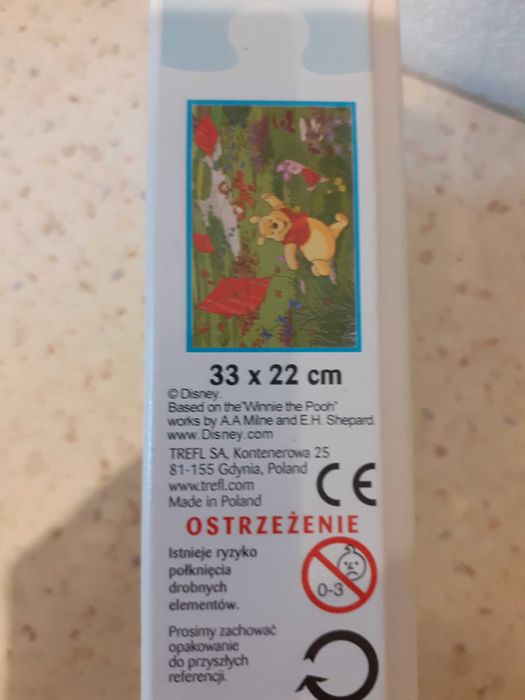 33 x 22 cm
© Disney.
Based on the "Winnie the Pooh"
works by A.A Milne and E.H. Shepard.
www.Disney.com
TREFL SA, Kontenerowa 25
81-155 Gdynia, Poland
www.trefl.com
Made in Poland
CE
OSTRZEŻENIE
Istnieje ryzyko
połknięcia
drobnych
elementów.
0-3
Prosimy zachować
opakowanie
do przyszłych
referencji.